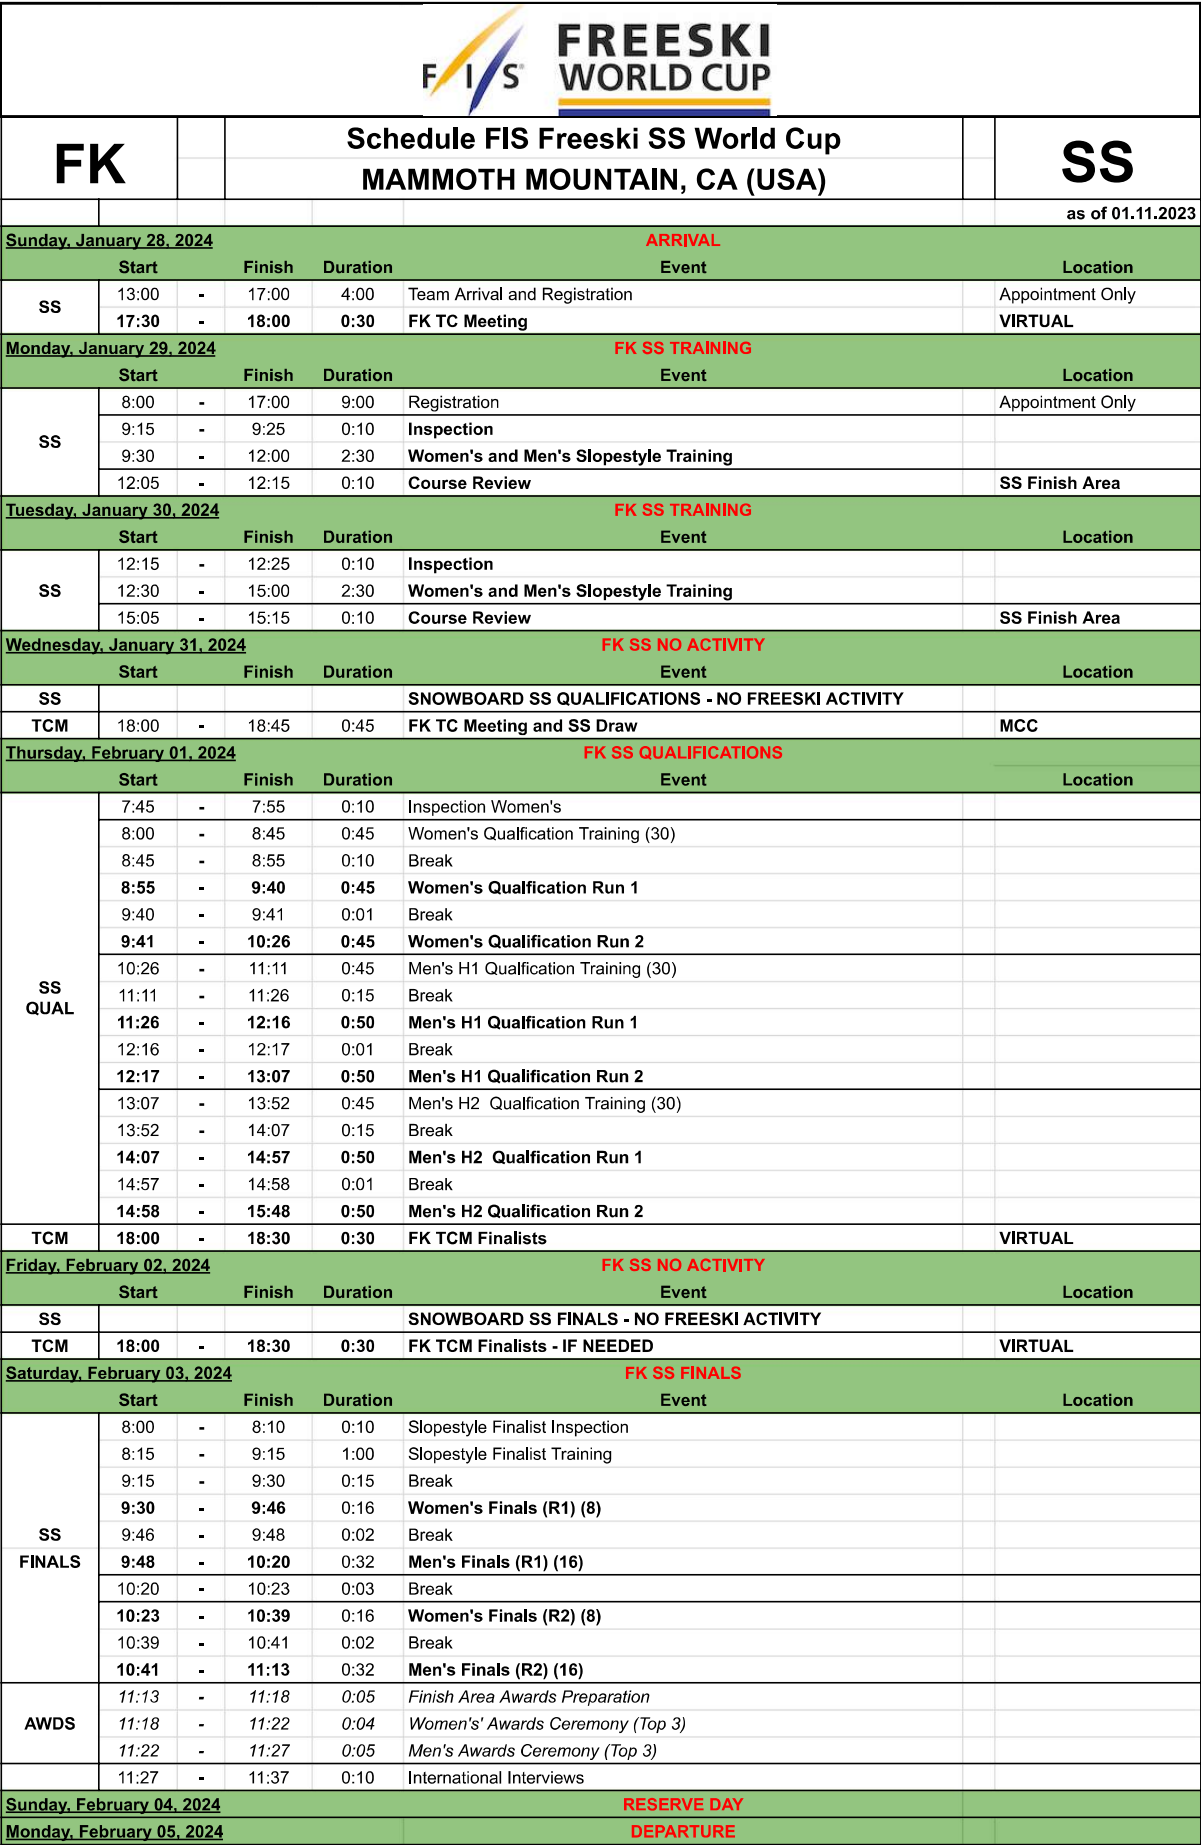 F I S FREESKI
WORLD CUP
FK Schedule FIS Freeski SS World Cup SS
MAMMOTH MOUNTAIN, CA (USA)
as of 01.11.2023
Sunday, January 28, 2024 ARRIVAL
Start Finish Duration Event Location
SS
13:00 - 17:00 4:00 Team Arrival and Registration Appointment Only
17:30 - 18:00 0:30 FK TC Meeting VIRTUAL
Monday, January 29, 2024 FK SS TRAINING
Start Finish Duration Event Location
SS
8:00 - 17:00 9:00 Registration Appointment Only
9:15 - 9:25 0:10 Inspection
9:30 - 12:00 2:30 Women's and Men's Slopestyle Training
12:05 - 12:15 0:10 Course Review SS Finish Area
Tuesday, January 30, 2024 FK SS TRAINING
Start Finish Duration Event Location
SS
12:15 - 12:25 0:10 Inspection
12:30 - 15:00 2:30 Women's and Men's Slopestyle Training
15:05 - 15:15 0:10 Course Review SS Finish Area
Wednesday, January 31, 2024 FK SS NO ACTIVITY
Start Finish Duration Event Location
SS SNOWBOARD SS QUALIFICATIONS - NO FREESKI ACTIVITY
TCM 18:00 - 18:45 0:45 FK TC Meeting and SS Draw MCC
Thursday, February 01, 2024 FK SS QUALIFICATIONS
Start Finish Duration Event Location
SS
QUAL
7:45 - 7:55 0:10 Inspection Women's
8:00 - 8:45 0:45 Women's Qualfication Training (30)
8:45 - 8:55 0:10 Break
8:55 - 9:40 0:45 Women's Qualfication Run 1
9:40 - 9:41 0:01 Break
9:41 - 10:26 0:45 Women's Qualification Run 2
10:26 - 11:11 0:45 Men's H1 Qualfication Training (30)
11:11 - 11:26 0:15 Break
11:26 - 12:16 0:50 Men's H1 Qualfication Run 1
12:16 - 12:17 0:01 Break
12:17 - 13:07 0:50 Men's H1 Qualification Run 2
13:07 - 13:52 0:45 Men's H2 Qualfication Training (30)
13:52 - 14:07 0:15 Break
14:07 - 14:57 0:50 Men's H2 Qualfication Run 1
14:57 - 14:58 0:01 Break
14:58 - 15:48 0:50 Men's H2 Qualification Run 2
TCM 18:00 - 18:30 0:30 FK TCM Finalists VIRTUAL
Friday, February 02, 2024 FK SS NO ACTIVITY
Start Finish Duration Event Location
SS SNOWBOARD SS FINALS - NO FREESKI ACTIVITY
TCM 18:00 - 18:30 0:30 FK TCM Finalists - IF NEEDED VIRTUAL
Saturday, February 03, 2024 FK SS FINALS
Start Finish Duration Event Location
8:00 - 8:10 0:10 Slopestyle Finalist Inspection
8:15 - 9:15 1:00 Slopestyle Finalist Training
9:15 - 9:30 0:15 Break
9:30 - 9:46 0:16 Women's Finals (R1) (8)
SS 9:46 - 9:48 0:02 Break
FINALS 9:48 - 10:20 0:32 Men's Finals (R1) (16)
10:20 - 10:23 0:03 Break
10:23 - 10:39 0:16 Women's Finals (R2) (8)
10:39 - 10:41 0:02 Break
10:41 - 11:13 0:32 Men's Finals (R2) (16)
11:13 - 11:18 0:05 Finish Area Awards Preparation
AWDS 11:18 - 11:22 0:04 Women's' Awards Ceremony (Top 3)
11:22 - 11:27 0:05 Men's Awards Ceremony (Top 3)
11:27 - 11:37 0:10 International Interviews
Sunday, February 04, 2024 RESERVE DAY
Monday, February 05, 2024 DEPARTURE